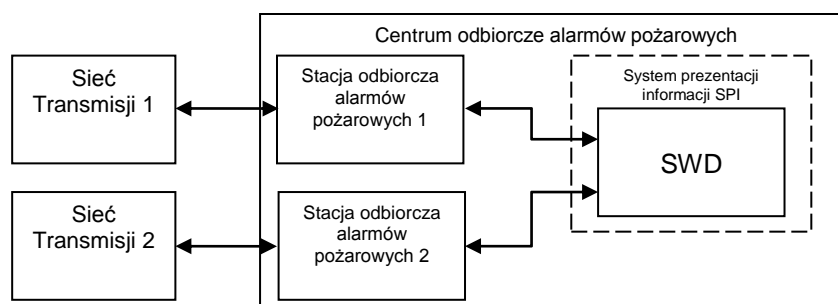 Centrum odbiorcze alarmów pożarowych
Sieć
Transmisji 1
Stacja odbiorcza
alarmów
pożarowych 1
System prezentacji
informacji SPI
SWD
Sieć
Transmisji 2
Stacja odbiorcza
alarmów
pożarowych 2